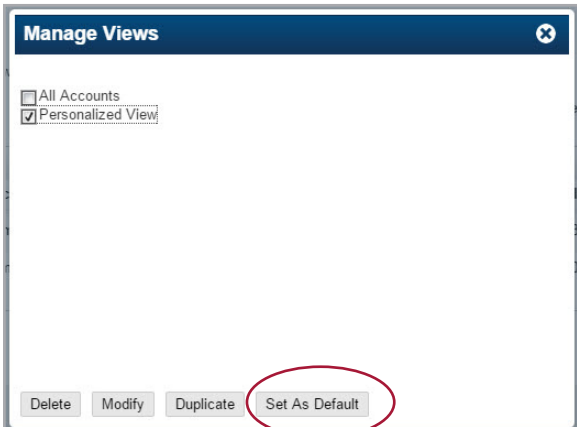 Manage Views
All Accounts
Personalized View
Delete Modify Duplicate Set As Default